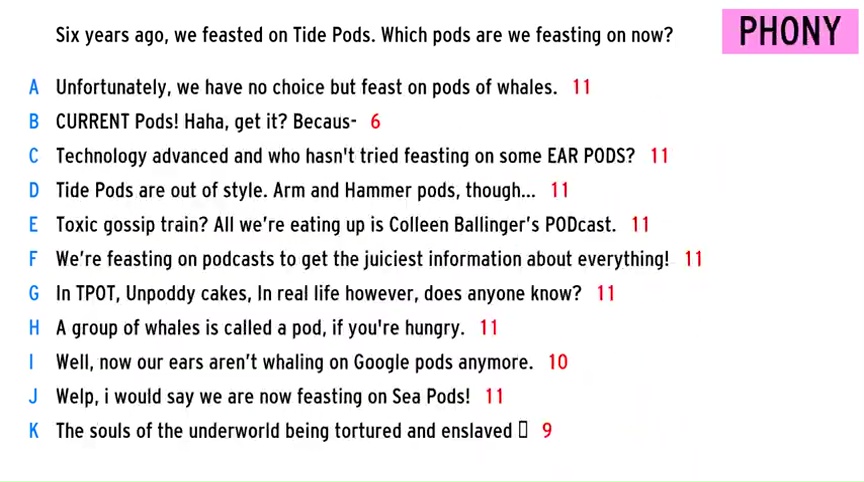 Six years ago, we feasted on Tide Pods. Which pods are we feasting on now?
PHONY
A Unfortunately, we have no choice but feast on pods of whales. 11
B CURRENT Pods! Haha, get it? Becaus- 6
C Technology advanced and who hasn't tried feasting on some EAR PODS? 11
D Tide Pods are out of style. Arm and Hammer pods, though... 11
E Toxic gossip train? All we’re eating up is Colleen Ballinger’s PODcast. 11
F We’re feasting on podcasts to get the juiciest information about everything! 11
G In TPOT, Unpoddy cakes, In real life however, does anyone know? 11
H A group of whales is called a pod, if you're hungry. 11
I Well, now our ears aren’t whaling on Google pods anymore. 10
J Welp, i would say we are now feasting on Sea Pods! 11
K The souls of the underworld being tortured and enslaved ▯ 9